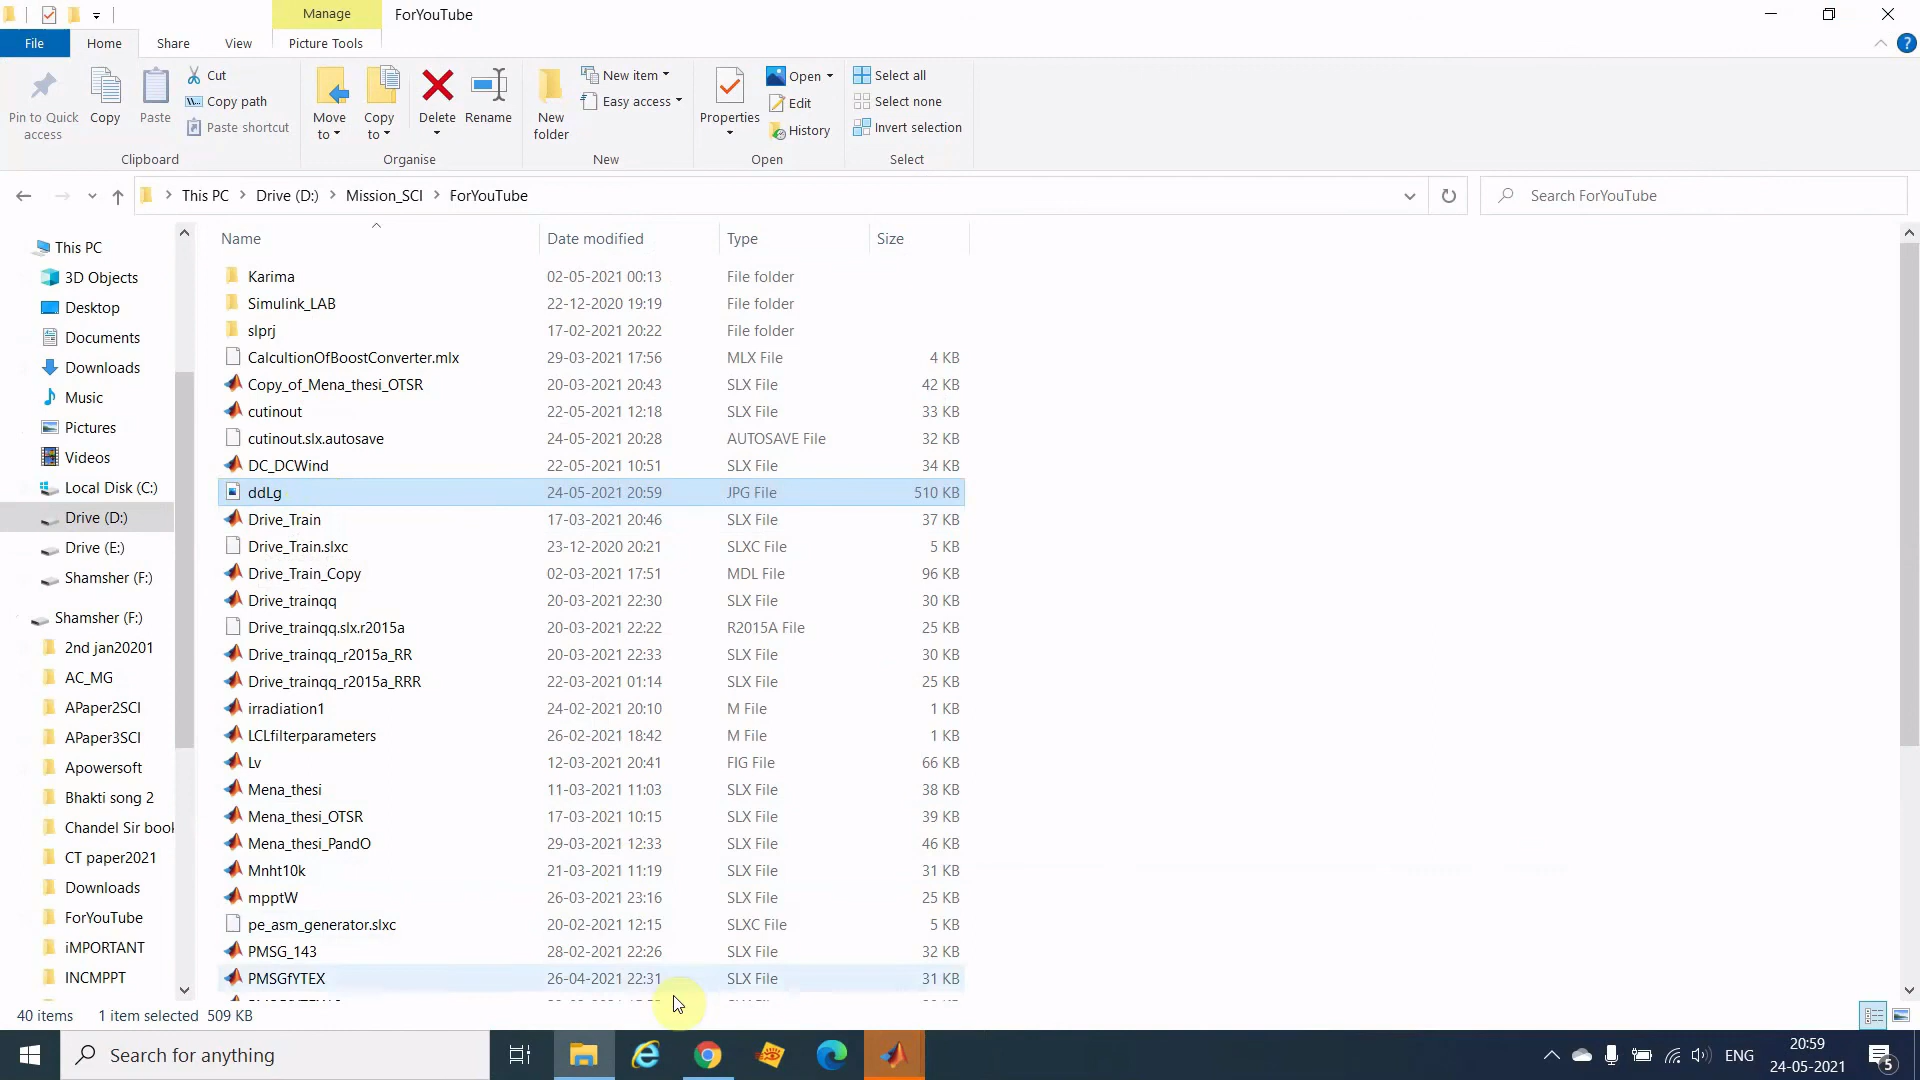 Manage
ForYouTube
File
Home
Share
View
Picture Tools
Pin to Quick access
Copy
Paste
Cut
Copy path
Paste shortcut
Clipboard
Move to
Copy to
Delete
Rename
Organise
New folder
New item
Easy access
New
Properties
Open
Edit
History
Open
Select all
Select none
Invert selection
Select
This PC
Drive (D:)
Mission_SCI
ForYouTube
Search ForYouTube
This PC
3D Objects
Desktop
Documents
Downloads
Music
Pictures
Videos
Local Disk (C:)
Drive (D:)
Drive (E:)
Shamsher (F:)
Shamsher (F:)
2nd jan20201
AC_MG
APaper2SCI
APaper3SCI
Apowersoft
Bhakti song 2
Chandel Sir book
CT paper2021
Downloads
ForYouTube
iMPORTANT
INCMPPT
Name Date modified Type Size
Karima 02-05-2021 00:13 File folder
Simulink_LAB 22-12-2020 19:19 File folder
slprj 17-02-2021 20:22 File folder
CalcultionOfBoostConverter.mlx 29-03-2021 17:56 MLX File 4 KB
Copy_of_Mena_thesi_OTSR 20-03-2021 20:43 SLX File 42 KB
cutinout 22-05-2021 12:18 SLX File 33 KB
cutinout.slx.autosave 24-05-2021 20:28 AUTOSAVE File 32 KB
DC_DCWind 22-05-2021 10:51 SLX File 34 KB
ddLg 24-05-2021 20:59 JPG File 510 KB
Drive_Train 17-03-2021 20:46 SLX File 37 KB
Drive_Train.slxc 23-12-2020 20:21 SLXC File 5 KB
Drive_Train_Copy 02-03-2021 17:51 MDL File 96 KB
Drive_trainqq 20-03-2021 22:30 SLX File 30 KB
Drive_trainqq.slx.r2015a 20-03-2021 22:22 R2015A File 25 KB
Drive_trainqq_r2015a_RR 20-03-2021 22:33 SLX File 30 KB
Drive_trainqq_r2015a_RRR 22-03-2021 01:14 SLX File 25 KB
irradiation1 24-02-2021 20:10 M File 1 KB
LCLfilterparameters 26-02-2021 18:42 M File 1 KB
Lv 12-03-2021 20:41 FIG File 66 KB
Mena_thesi 11-03-2021 11:03 SLX File 38 KB
Mena_thesi_OTSR 17-03-2021 10:15 SLX File 39 KB
Mena_thesi_PandO 29-03-2021 12:33 SLX File 46 KB
Mnht10k 21-03-2021 11:19 SLX File 31 KB
mpptW 26-03-2021 23:16 SLX File 25 KB
pe_asm_generator.slxc 20-02-2021 12:15 SLXC File 5 KB
PMSG_143 28-02-2021 22:26 SLX File 32 KB
PMSGfYTEX 26-04-2021 22:31 SLX File 31 KB
40 items 1 item selected 509 KB
Search for anything
ENG
20:59
24-05-2021
5